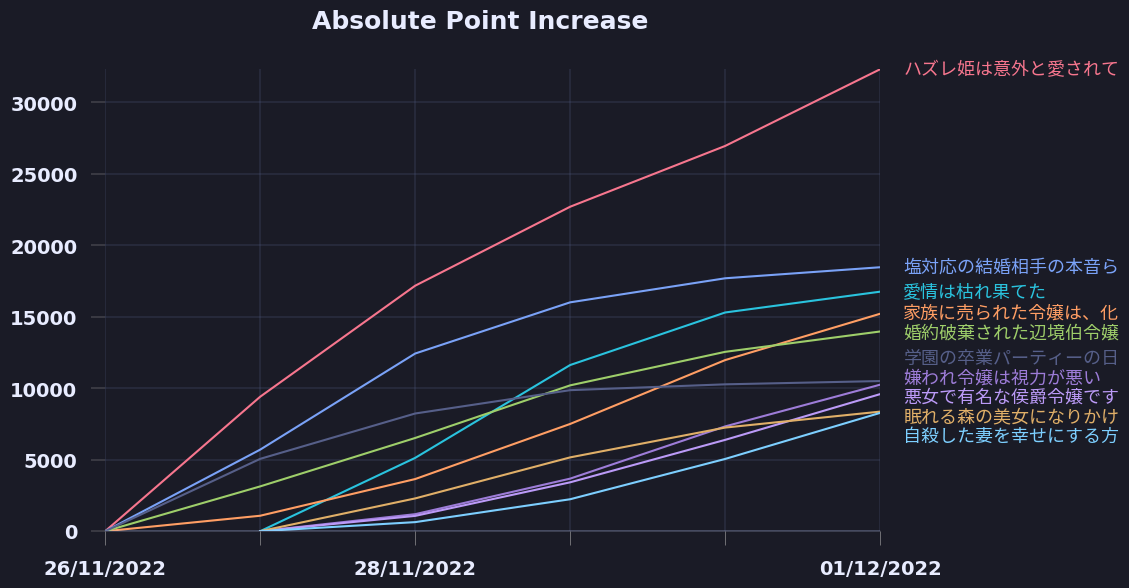 Absolute Point Increase
30000
25000
20000
15000
10000
5000
0
26/11/2022
28/11/2022
01/12/2022
ハズレ姫は意外と愛されて
塩対応の結婚相手の本音ら
愛情は枯れ果てた
家族に売られた令嬢は、化
婚約破棄された辺境伯令嬢
学園の卒業パーティーの日
嫌われ令嬢は視力が悪い
悪女で有名な侯爵令嬢です
眠れる森の美女になりかけ
自殺した妻を幸せにする方